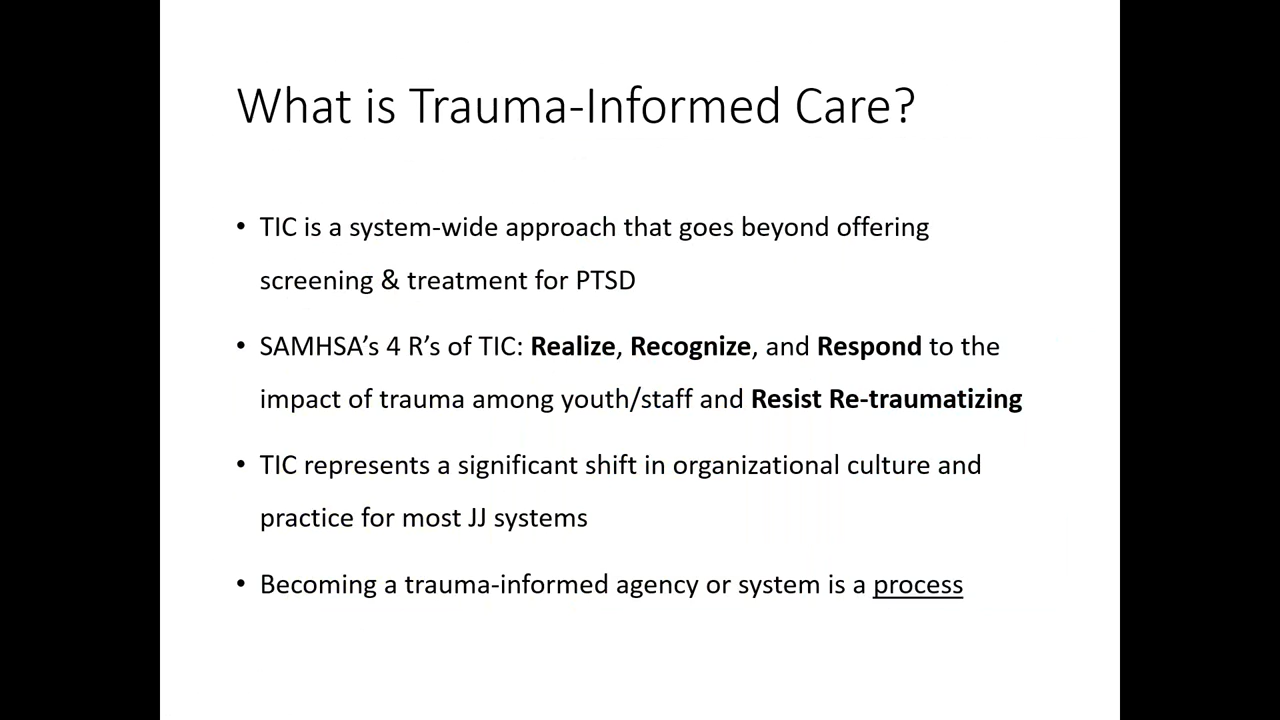 What is Trauma-Informed Care?
• TIC is a system-wide approach that goes beyond offering
screening & treatment for PTSD
• SAMHSA’s 4 R’s of TIC: Realize, Recognize, and Respond to the
impact of trauma among youth/staff and Resist Re-traumatizing
• TIC represents a significant shift in organizational culture and
practice for most JJ systems
• Becoming a trauma-informed agency or system is a process